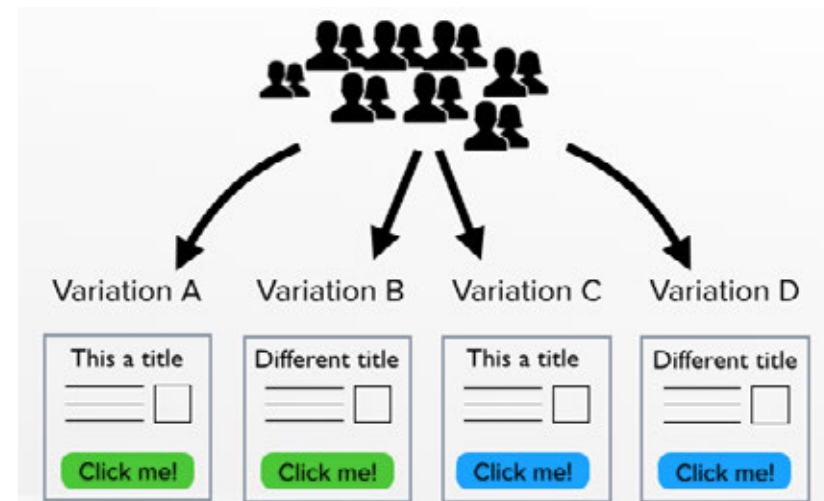 Variation A
Variation B
Variation C
Variation D
This a title
Different title
This a title
Different title
Click me!
Click me!
Click me!
Click me!